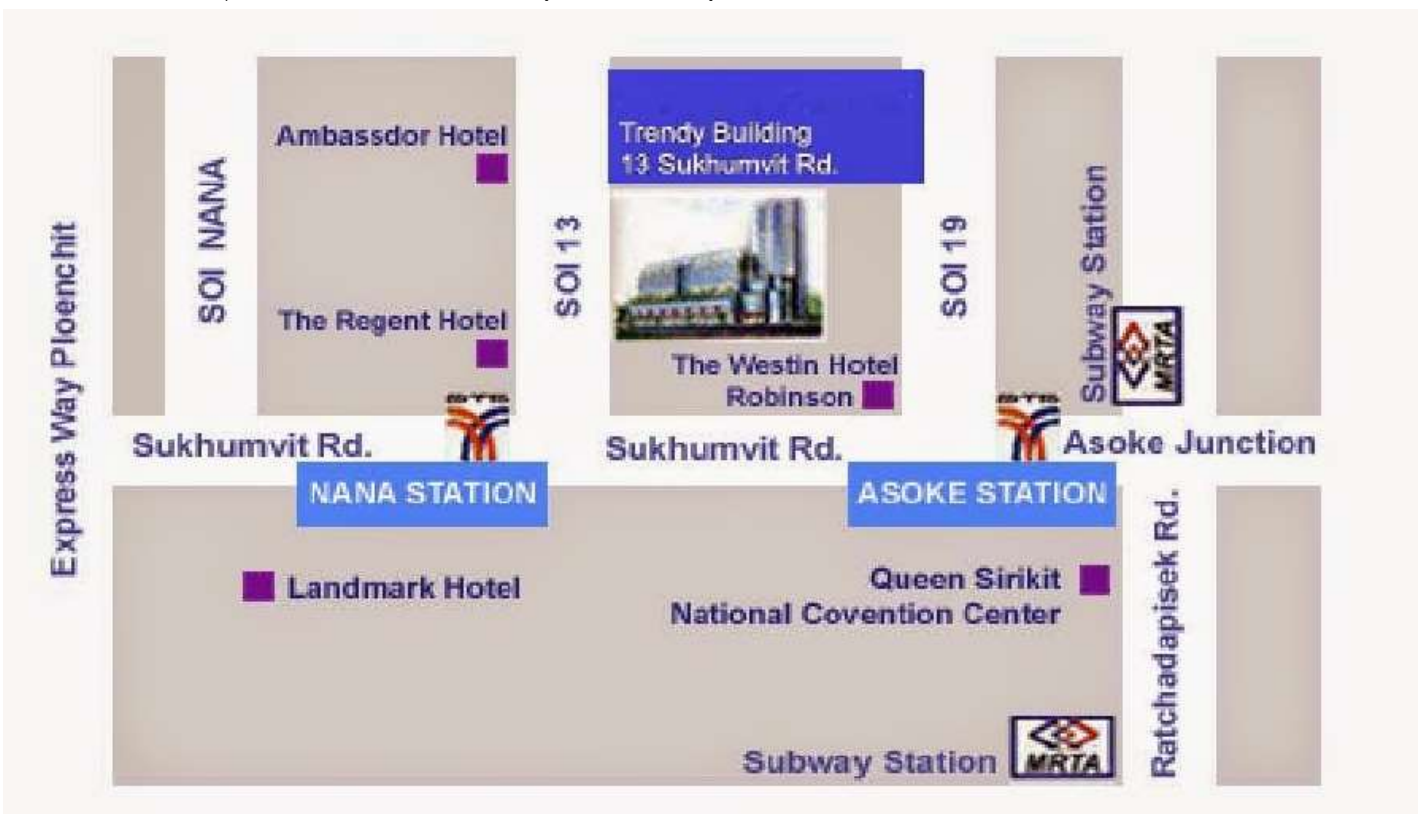 Ambassdor Hotel
Trendy Building
13 Sukhumvit Rd.
SOI NANA
SOI 13
SOI 19
Subway Station
MRTA
Express Way Ploenchit
The Regent Hotel
The Westin Hotel
Robinson
Sukhumvit Rd.
Sukhumvit Rd.
Asoke Junction
NANA STATION
ASOKE STATION
Landmark Hotel
Queen Sirikit
National Covention Center
Ratchadapisek Rd.
Subway Station
MRTA